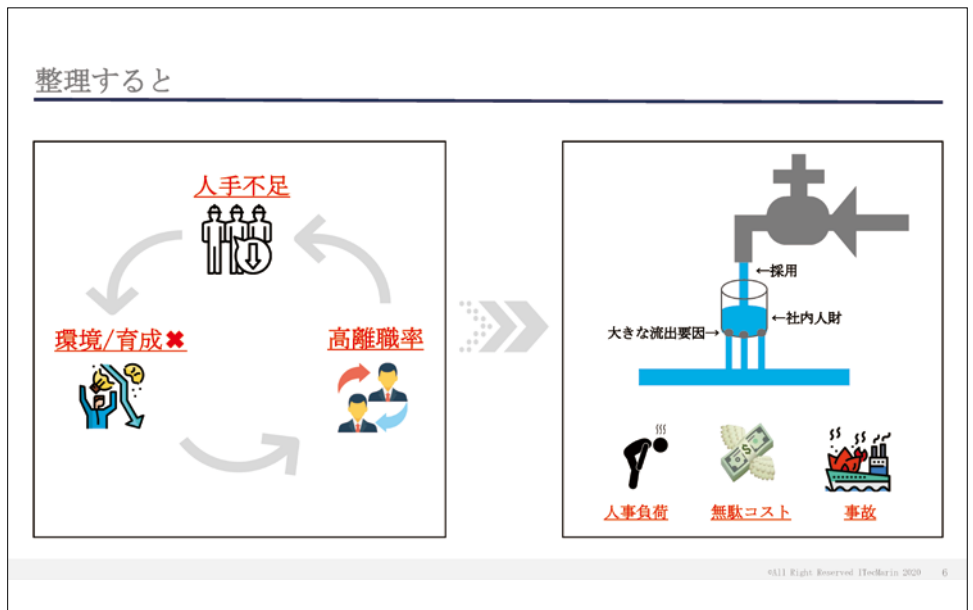 整理すると
人手不足
環境/育成✖
高離職率
←採用
←社内人財
大きな流出要因→
$
人事負荷
無駄コスト
事故
©All Right Reserved ITecMarin 2020
6